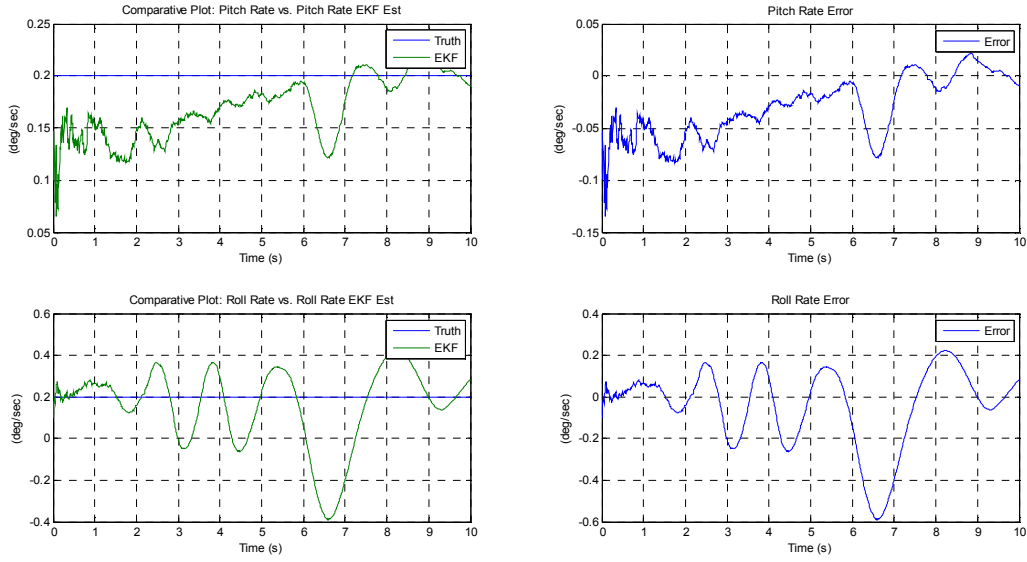 Comparative Plot: Pitch Rate vs. Pitch Rate EKF Est
0.25
0.2
0.15
0.1
0.05
(deg/sec)
Truth
EKF
0 1 2 3 4 5 6 7 8 9 10
Time (s)
Pitch Rate Error
0.05
0
-0.05
-0.1
-0.15
(deg/sec)
Error
0 1 2 3 4 5 6 7 8 9 10
Time (s)
Comparative Plot: Roll Rate vs. Roll Rate EKF Est
0.6
0.4
0.2
0
-0.2
-0.4
(deg/sec)
Truth
EKF
0 1 2 3 4 5 6 7 8 9 10
Time (s)
Roll Rate Error
0.4
0.2
0
-0.2
-0.4
-0.6
(deg/sec)
Error
0 1 2 3 4 5 6 7 8 9 10
Time (s)